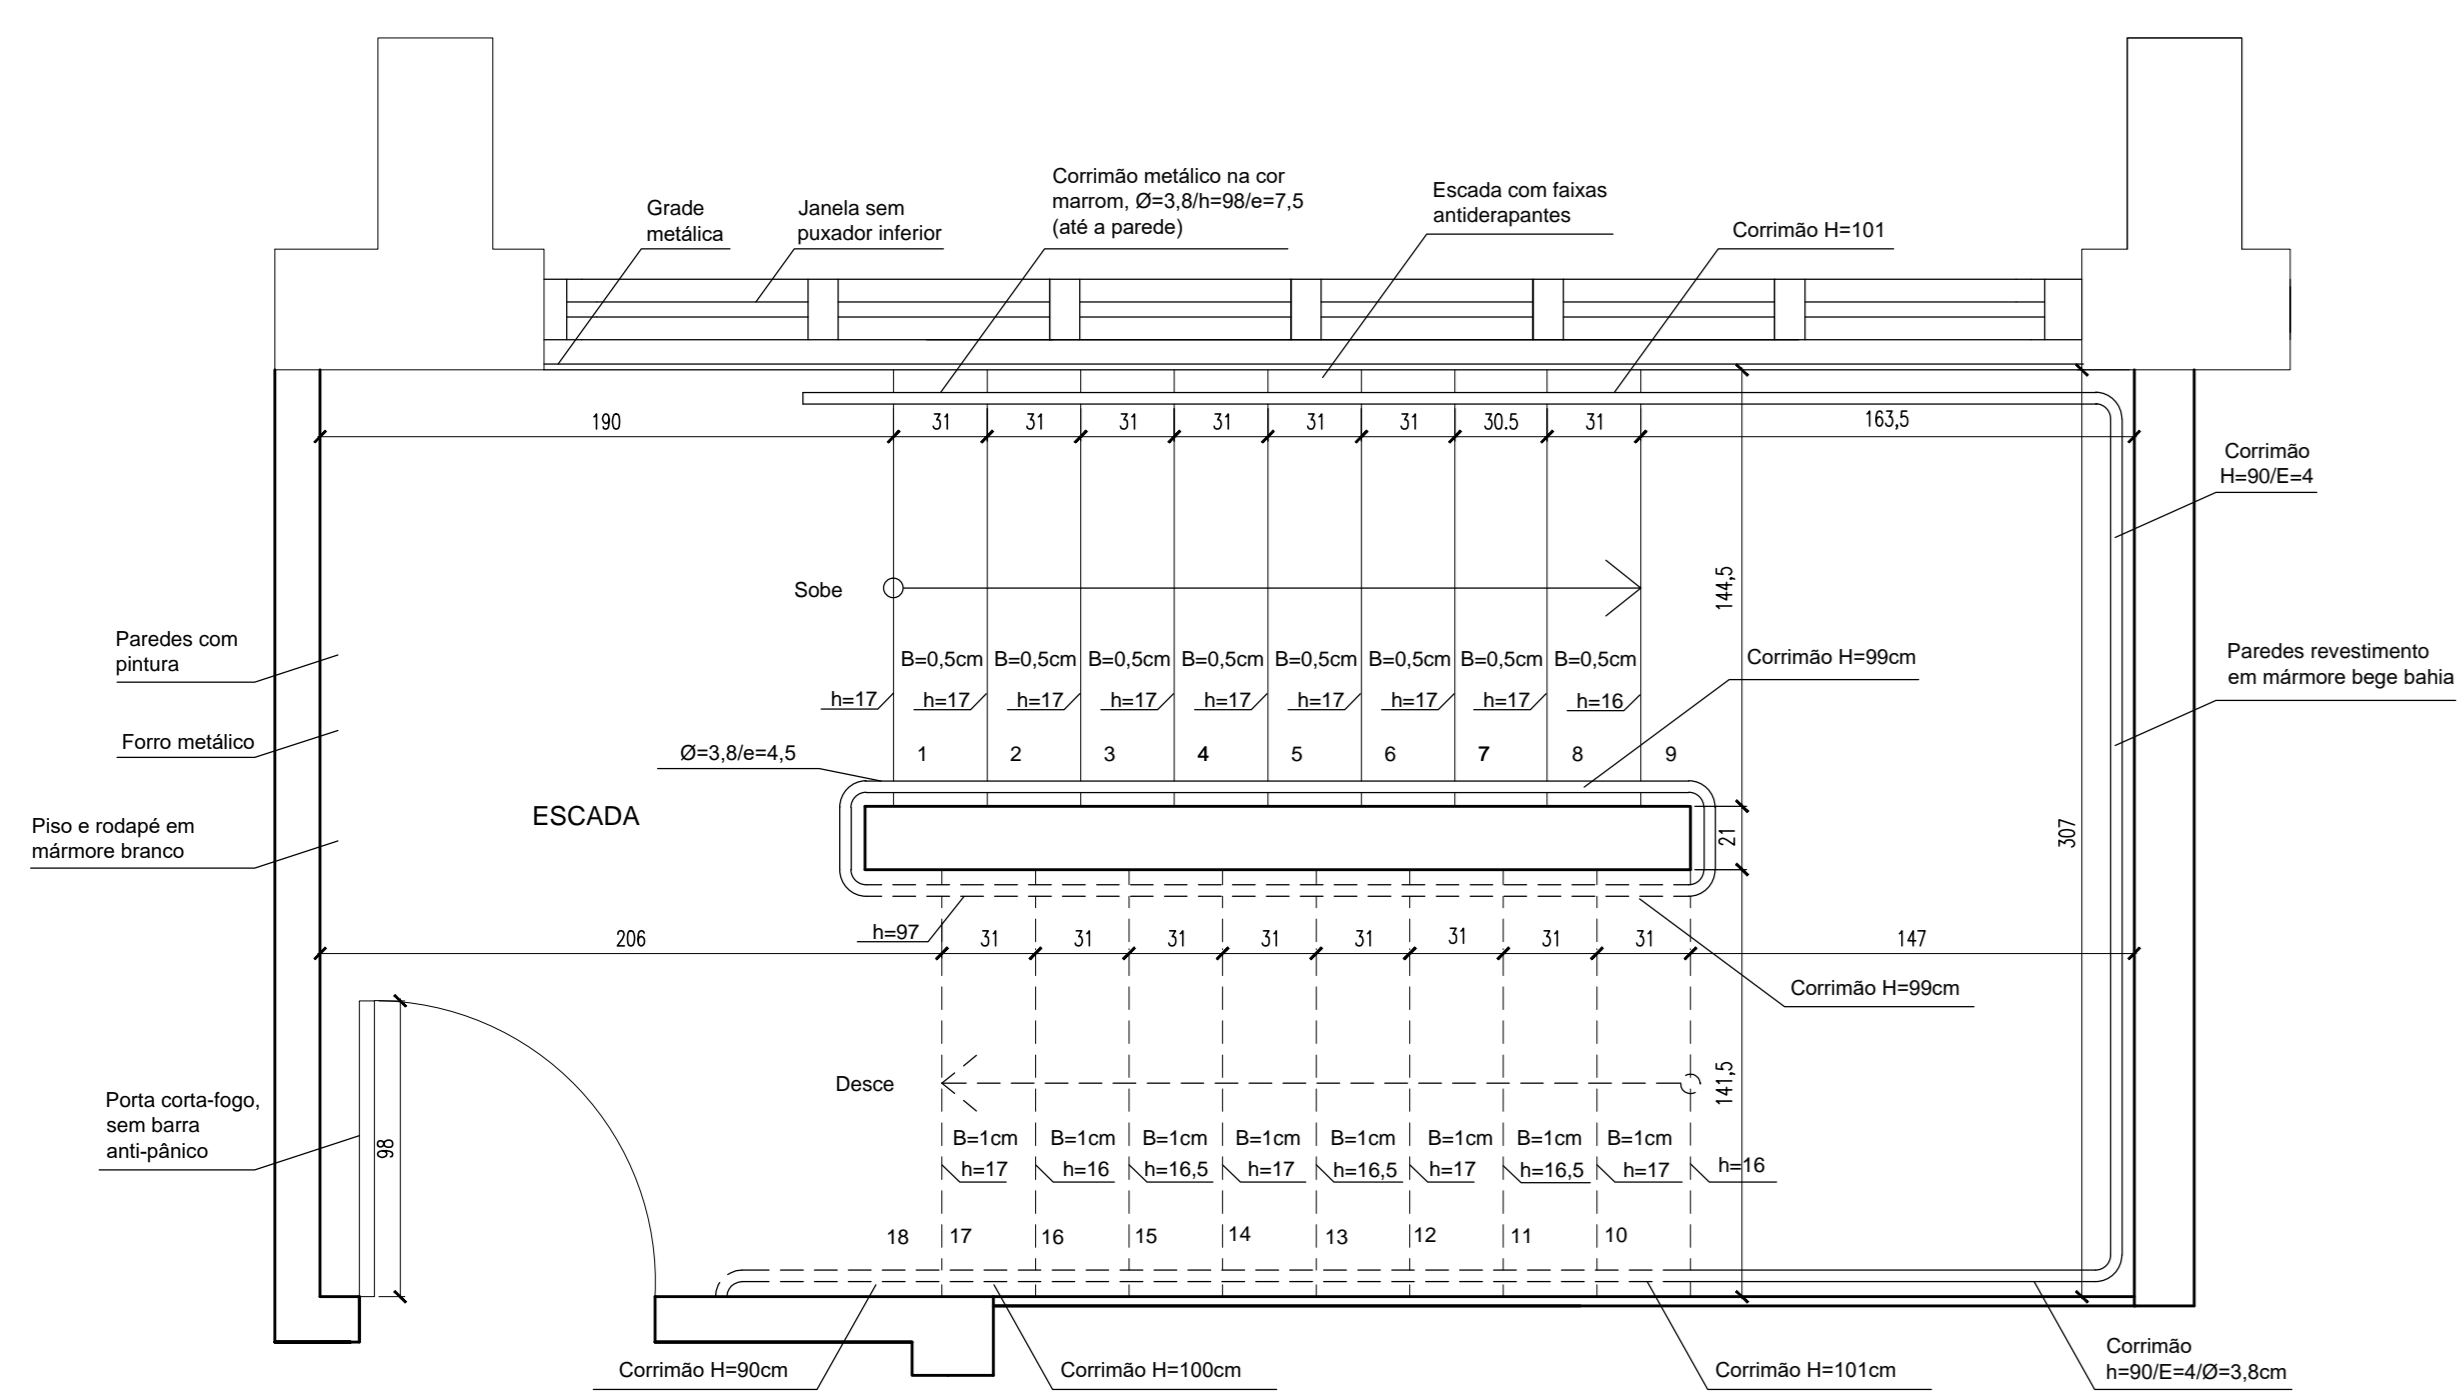 Corrimão metálico na cor
marrom, Ø=3,8/h=98/e=7,5
(até a parede)
Escada com faixas
antiderapantes
Grade
metálica
Janela sem
puxador inferior
Corrimão H=101
190
31
31
31
31
31
31
30.5
31
163,5
Corrimão
H=90/E=4
Sobe
144,5
Paredes com
pintura
B=0,5cm
B=0,5cm
B=0,5cm
B=0,5cm
B=0,5cm
B=0,5cm
B=0,5cm
B=0,5cm
Corrimão H=99cm
Paredes revestimento
em mármore bege bahia
h=17
h=17
h=17
h=17
h=17
h=17
h=17
h=17
h=16
Forro metálico
Ø=3,8/e=4,5
1
2
3
4
5
6
7
8
9
ESCADA
Piso e rodapé em
mármore branco
21
307
206
h=97
31
31
31
31
31
31
31
31
147
Corrimão H=99cm
Desce
141,5
Porta corta-fogo,
sem barra
anti-pânico
98
B=1cm
B=1cm
B=1cm
B=1cm
B=1cm
B=1cm
B=1cm
B=1cm
h=17
h=16
h=16,5
h=17
h=16,5
h=17
h=16,5
h=17
h=16
18
17
16
15
14
13
12
11
10
Corrimão H=90cm
Corrimão H=100cm
Corrimão H=101cm
Corrimão
h=90/E=4/Ø=3,8cm